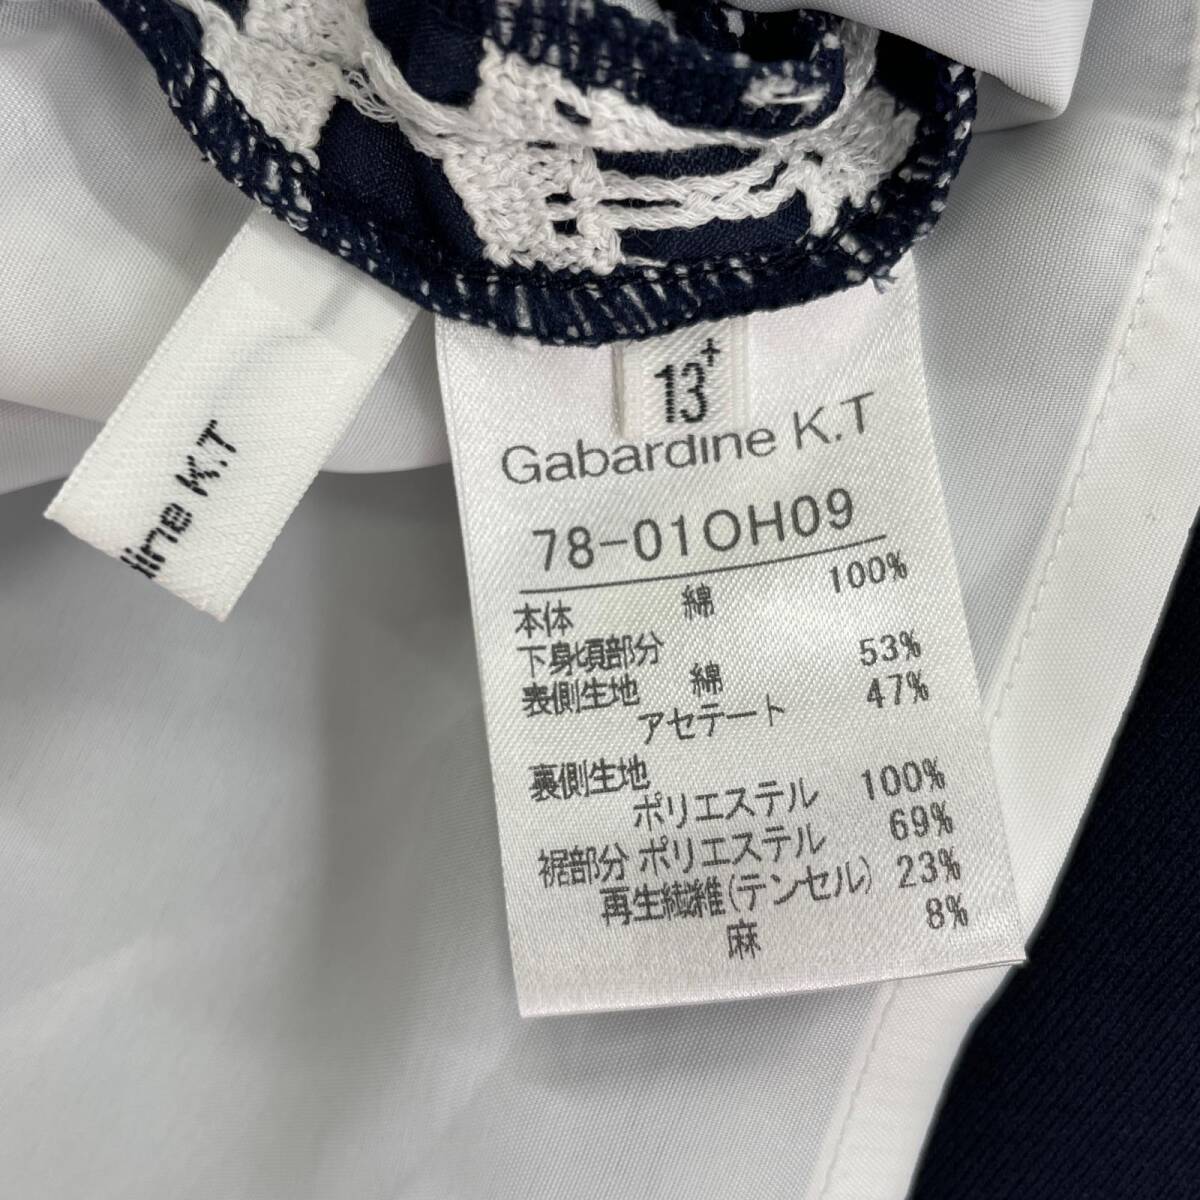 13+
Gabardine K.T
78-01OH09
本体 綿 100%
下身頃部分
表側生地 綿 53%
アセテート 47%
裏側生地
ポリエステル 100%
裾部分 ポリエステル 69%
再生繊維(テンセル) 23%
麻 8%
dine K.T